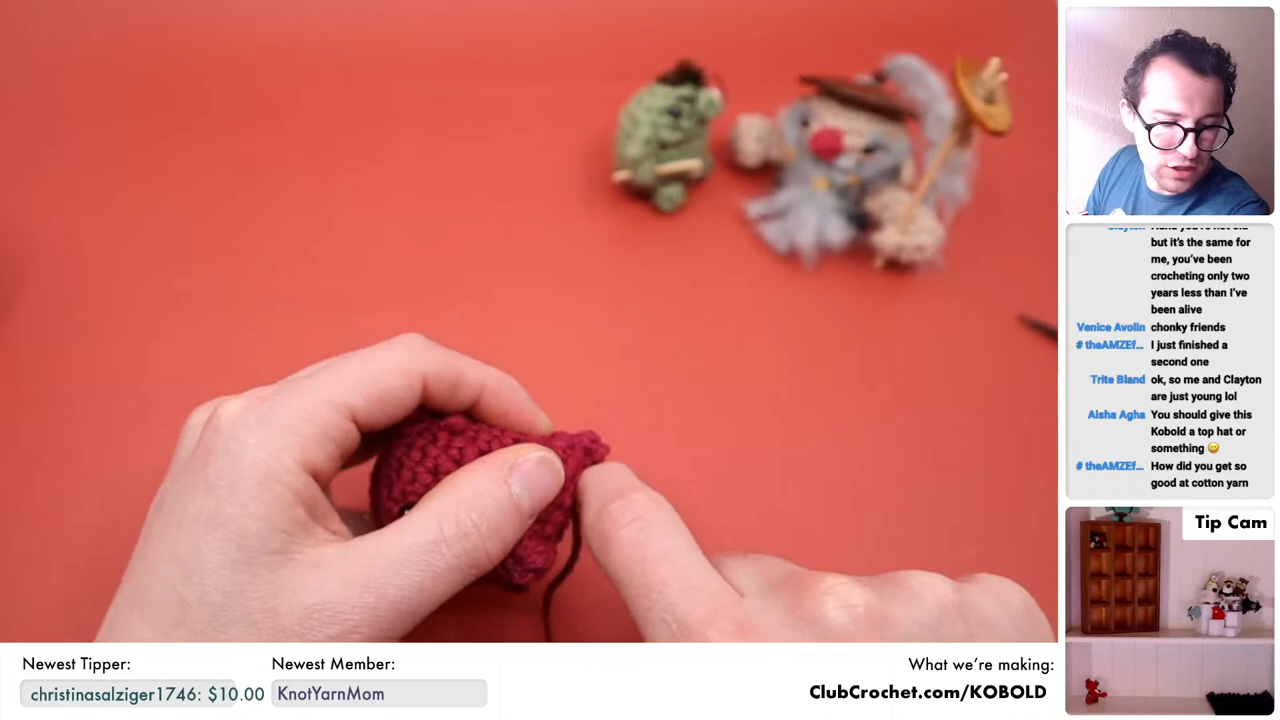 but it's the same for
me, you've been
crocheting only two
years less than I've
been alive
Venice Avolin chonky friends
# theAMZEf... I just finished a
second one
Trite Bland ok, so me and Clayton
are just young lol
Aisha Agha You should give this
Kobold a top hat or
something 😄
# theAMZEf... How did you get so
good at cotton yarn
Tip Cam
Newest Tipper:
christinasalziger1746: $10.00
Newest Member:
KnotYarnMom
What we're making:
ClubCrochet.com/KOBOLD